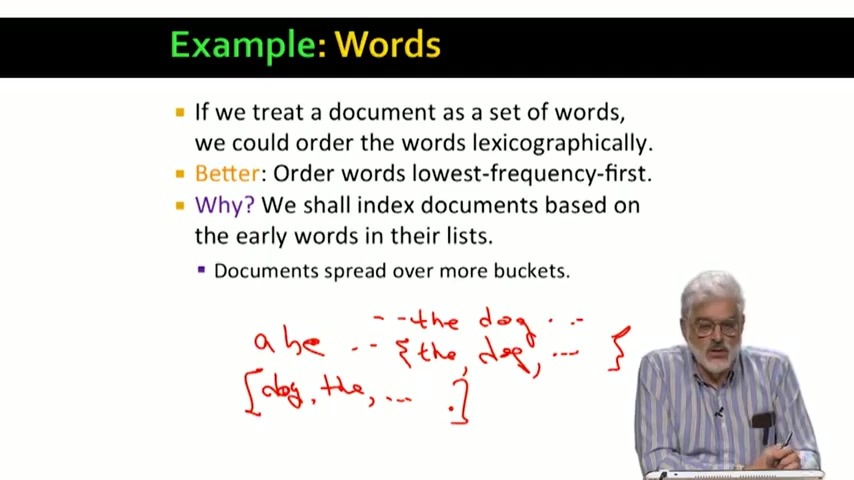 Example: Words
If we treat a document as a set of words,
we could order the words lexicographically.
Better: Order words lowest-frequency-first.
Why? We shall index documents based on
the early words in their lists.
Documents spread over more buckets.
- - the dog . . -
a be . . {the, dog, ... }
[dog, the, ... .]